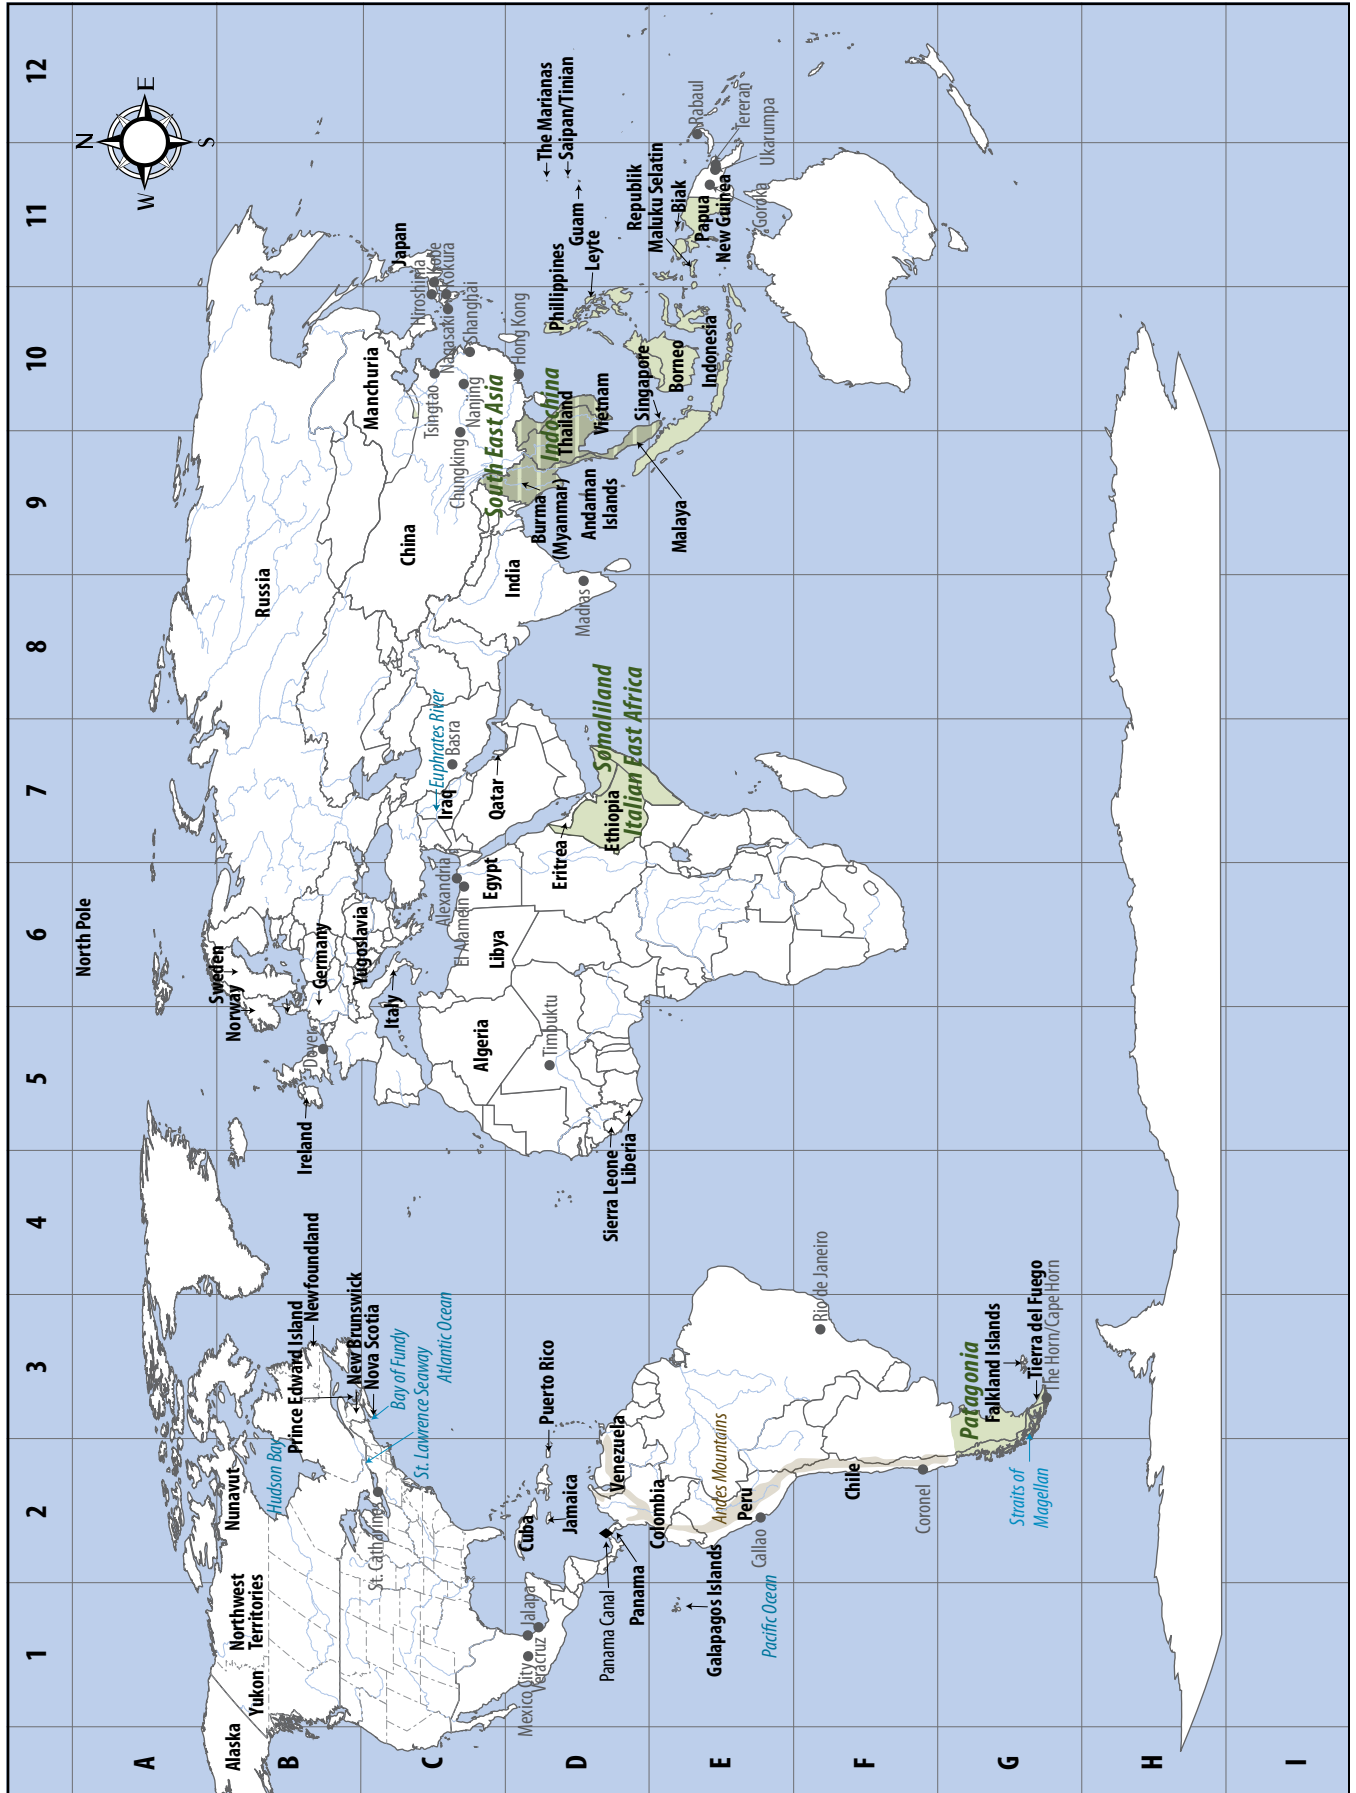 1
2
3
4
5
6
7
8
9
10
11
12
A
B
C
D
E
F
G
H
I
N
E
S
W
North Pole
Alaska
Yukon
Northwest
Territories
Nunavut
Hudson Bay
Prince Edward Island
Newfoundland
New Brunswick
Nova Scotia
Bay of Fundy
St. Lawrence Seaway
Atlantic Ocean
Mexico City
Veracruz
Jalapa
Cuba
Jamaica
Puerto Rico
Panama Canal
Panama
Venezuela
Colombia
Galapagos Islands
Andes Mountains
Peru
Callao
Pacific Ocean
Rio de Janeiro
Chile
Coronel
Patagonia
Falkland Islands
Tierra del Fuego
The Horn/Cape Horn
Straits of
Magellan
Ireland
Dover
Norway
Sweden
Germany
Yugoslavia
Italy
Algeria
Libya
Egypt
Alexandria
El Alamein
Timbuktu
Sierra Leone
Liberia
Eritrea
Ethiopia
Somaliland
Italian East Africa
Iraq
Euphrates River
Basra
Qatar
Russia
China
India
Madras
Manchuria
Japan
Hiroshima
Kobe
Kokura
Nagasaki
Shanghai
Tsingtao
Nanjing
Chungking
Hong Kong
South East Asia
Indochina
Burma
(Myanmar)
Thailand
Vietnam
Andaman
Islands
Malaya
Singapore
Phillippines
Leyte
Guam
The Marianas
Saipan/Tinian
Borneo
Indonesia
Republik
Maluku Selatin
Biak
Papua
New Guinea
Goroka
Rabaul
Tereran
Ukarumpa